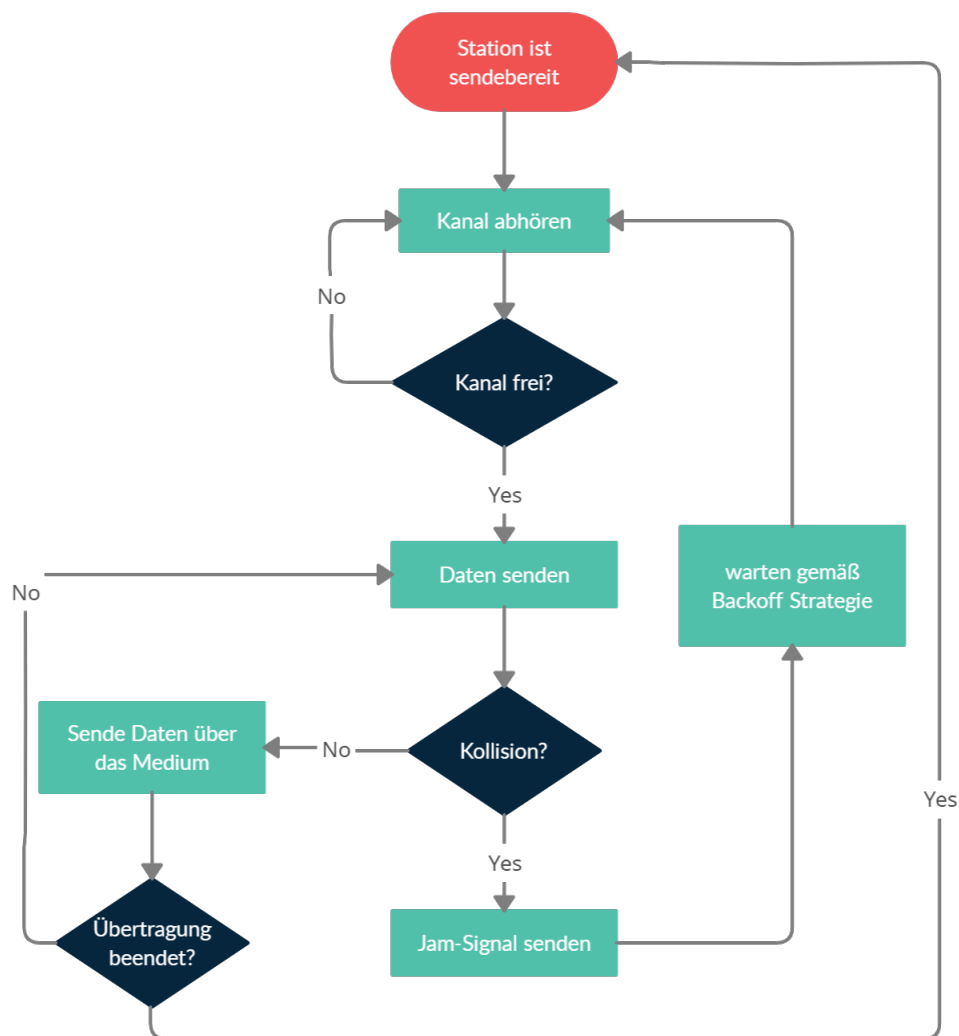 Station ist
sendebereit
Kanal abhören
No
Kanal frei?
Yes
Daten senden
warten gemäß
Backoff Strategie
No
Sende Daten über
das Medium
No
Kollision?
Yes
Yes
Übertragung
beendet?
Jam-Signal senden